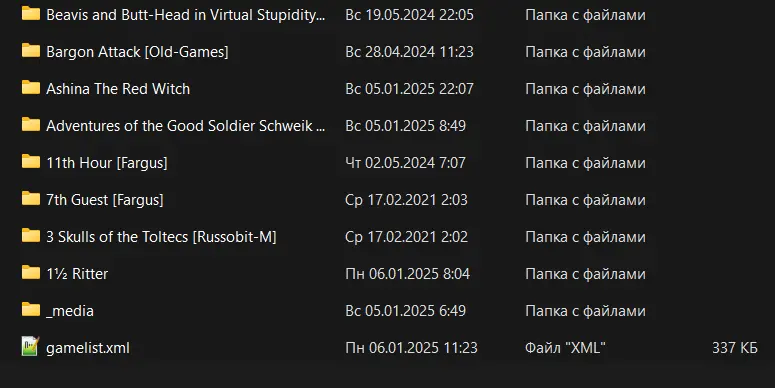 Beavis and Butt-Head in Virtual Stupidity... Вс 19.05.2024 22:05 Папка с файлами
Bargon Attack [Old-Games] Вс 28.04.2024 11:23 Папка с файлами
Ashina The Red Witch Вс 05.01.2025 22:07 Папка с файлами
Adventures of the Good Soldier Schweik ... Вс 05.01.2025 8:49 Папка с файлами
11th Hour [Fargus] Чт 02.05.2024 7:07 Папка с файлами
7th Guest [Fargus] Ср 17.02.2021 2:03 Папка с файлами
3 Skulls of the Toltecs [Russobit-M] Ср 17.02.2021 2:02 Папка с файлами
1½ Ritter Пн 06.01.2025 8:04 Папка с файлами
_media Вс 05.01.2025 6:49 Папка с файлами
gamelist.xml Пн 06.01.2025 11:23 Файл "XML" 337 КБ